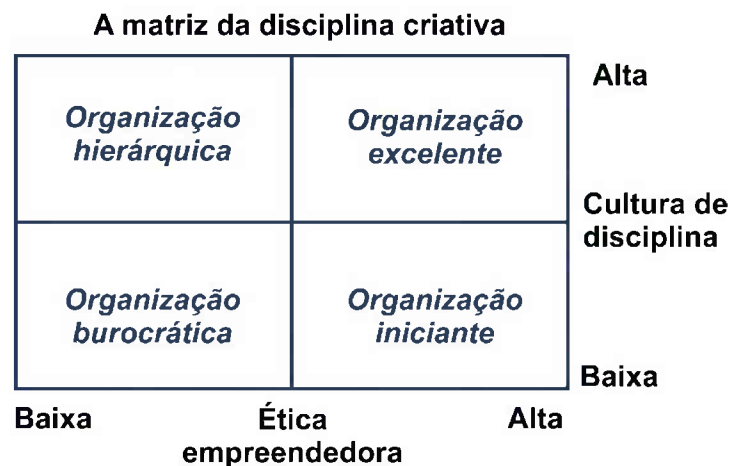 A matriz da disciplina criativa
Alta
Organização
hierárquica
Organização
excelente
Cultura de
disciplina
Organização
burocrática
Organização
iniciante
Baixa
Baixa
Ética
empreendedora
Alta